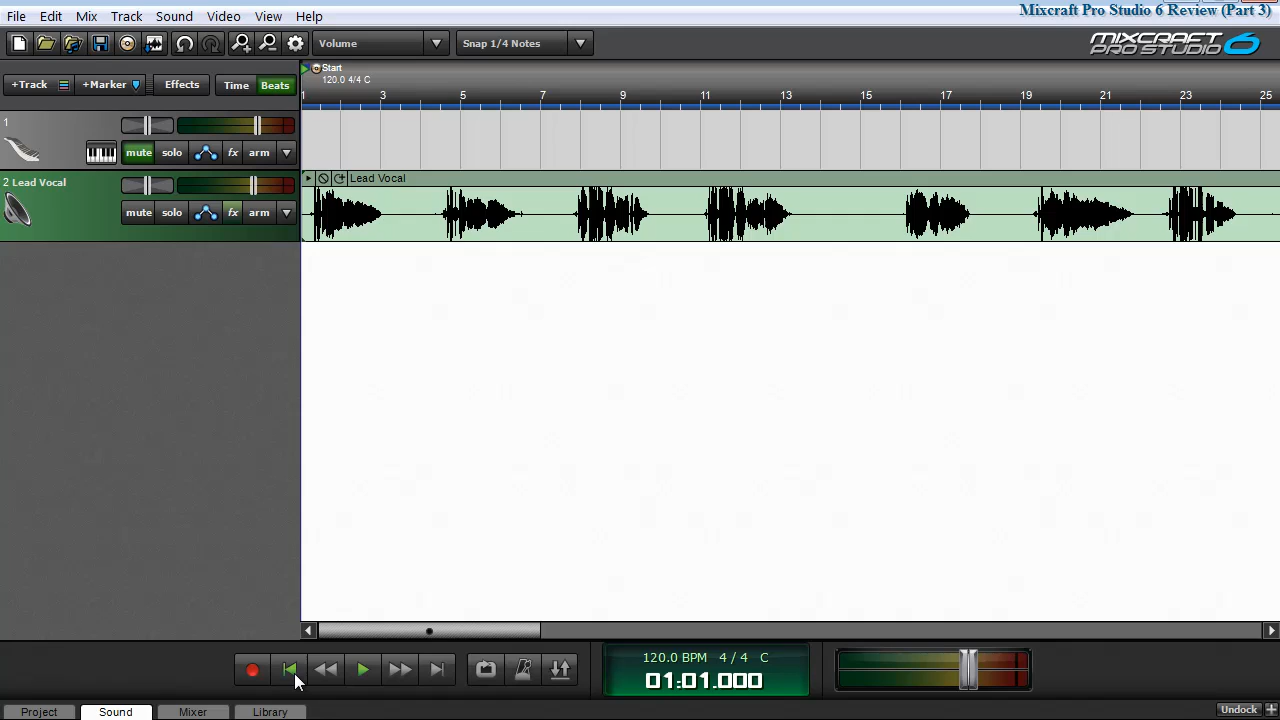 Mixcraft Pro Studio 6 Review (Part 3)
File Edit Mix Track Sound Video View Help
Volume Snap 1/4 Notes
MIXCRAFT
PRO STUDIO 6
+Track +Marker Effects Time Beats
Start
120.0 4/4 C
1 3 5 7 9 11 13 15 17 19 21 23 25
1
mute solo fx arm
2 Lead Vocal
Lead Vocal
mute solo fx arm
120.0 BPM 4 / 4 C
01:01.000
Project Sound Mixer Library Undock +